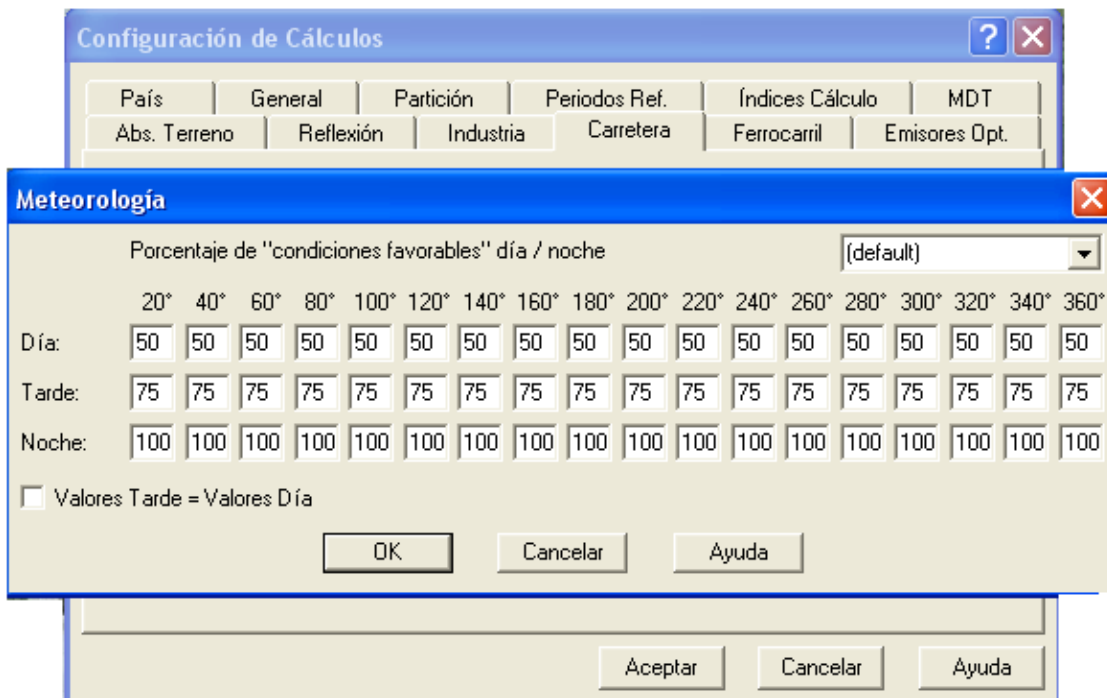 Configuración de Cálculos
País General Partición Periodos Ref. Índices Cálculo MDT
Abs. Terreno Reflexión Industria Carretera Ferrocarril Emisores Opt.
Meteorología
Porcentaje de "condiciones favorables" día / noche (default)
20° 40° 60° 80° 100° 120° 140° 160° 180° 200° 220° 240° 260° 280° 300° 320° 340° 360°
Día: 50 50 50 50 50 50 50 50 50 50 50 50 50 50 50 50 50 50
Tarde: 75 75 75 75 75 75 75 75 75 75 75 75 75 75 75 75 75 75
Noche: 100 100 100 100 100 100 100 100 100 100 100 100 100 100 100 100 100 100
Valores Tarde = Valores Día
OK Cancelar Ayuda
Aceptar Cancelar Ayuda